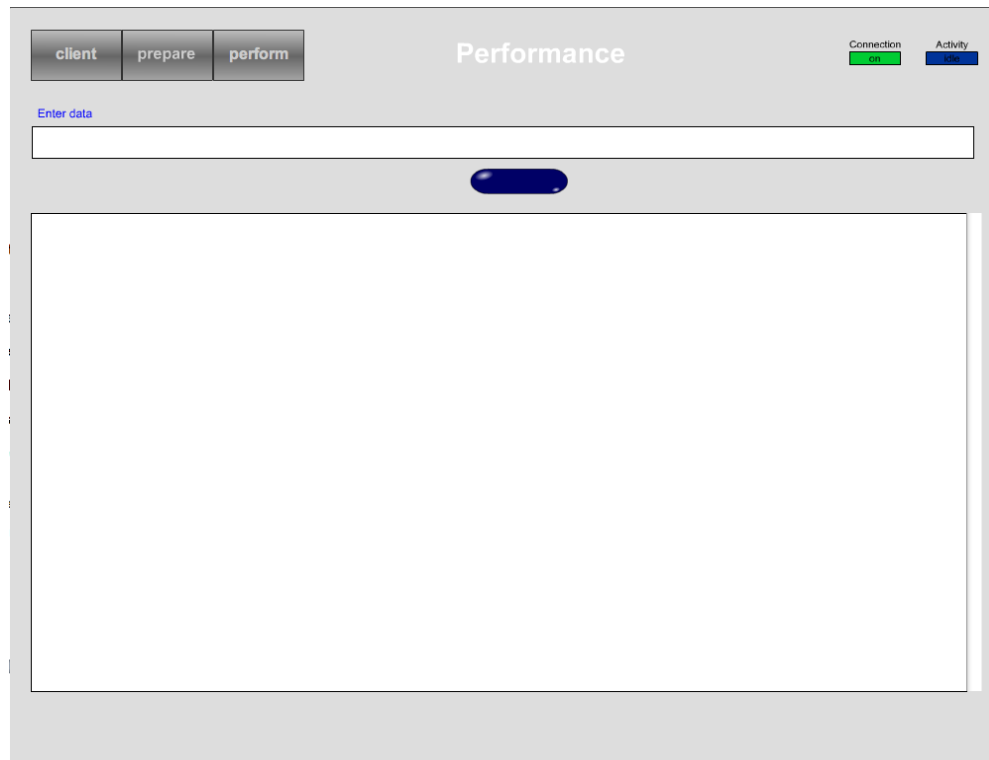 client prepare perform
Performance
Connection
on
Activity
idle
Enter data